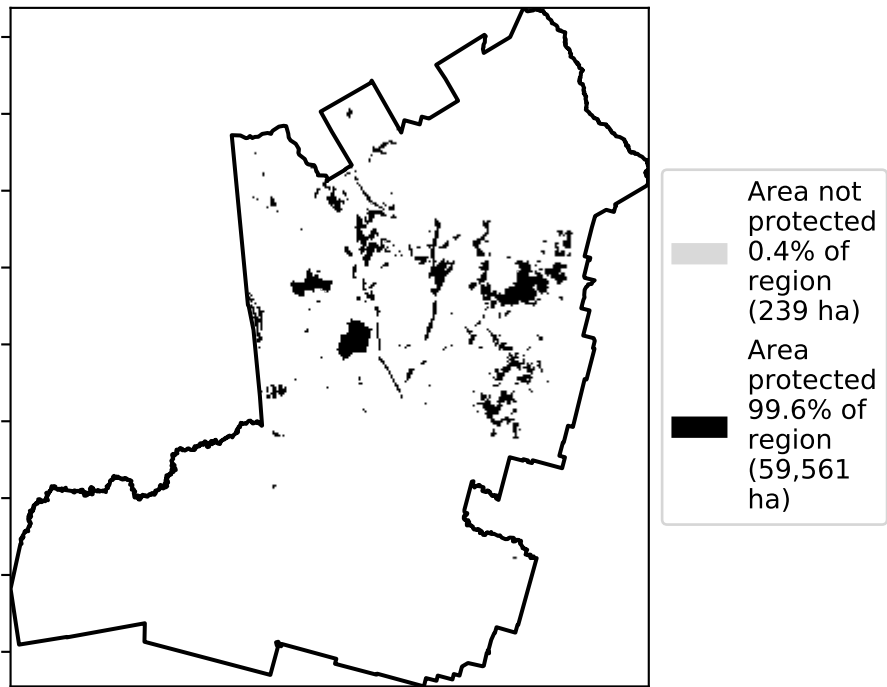 Area not
protected
0.4% of
region
(239 ha)
Area
protected
99.6% of
region
(59,561
ha)